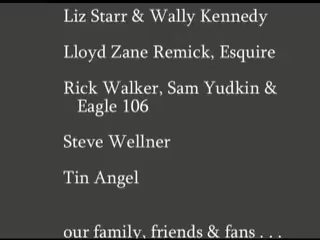 Liz Starr & Wally Kennedy
Lloyd Zane Remick, Esquire
Rick Walker, Sam Yudkin &
Eagle 106
Steve Wellner
Tin Angel
our family, friends & fans . . .